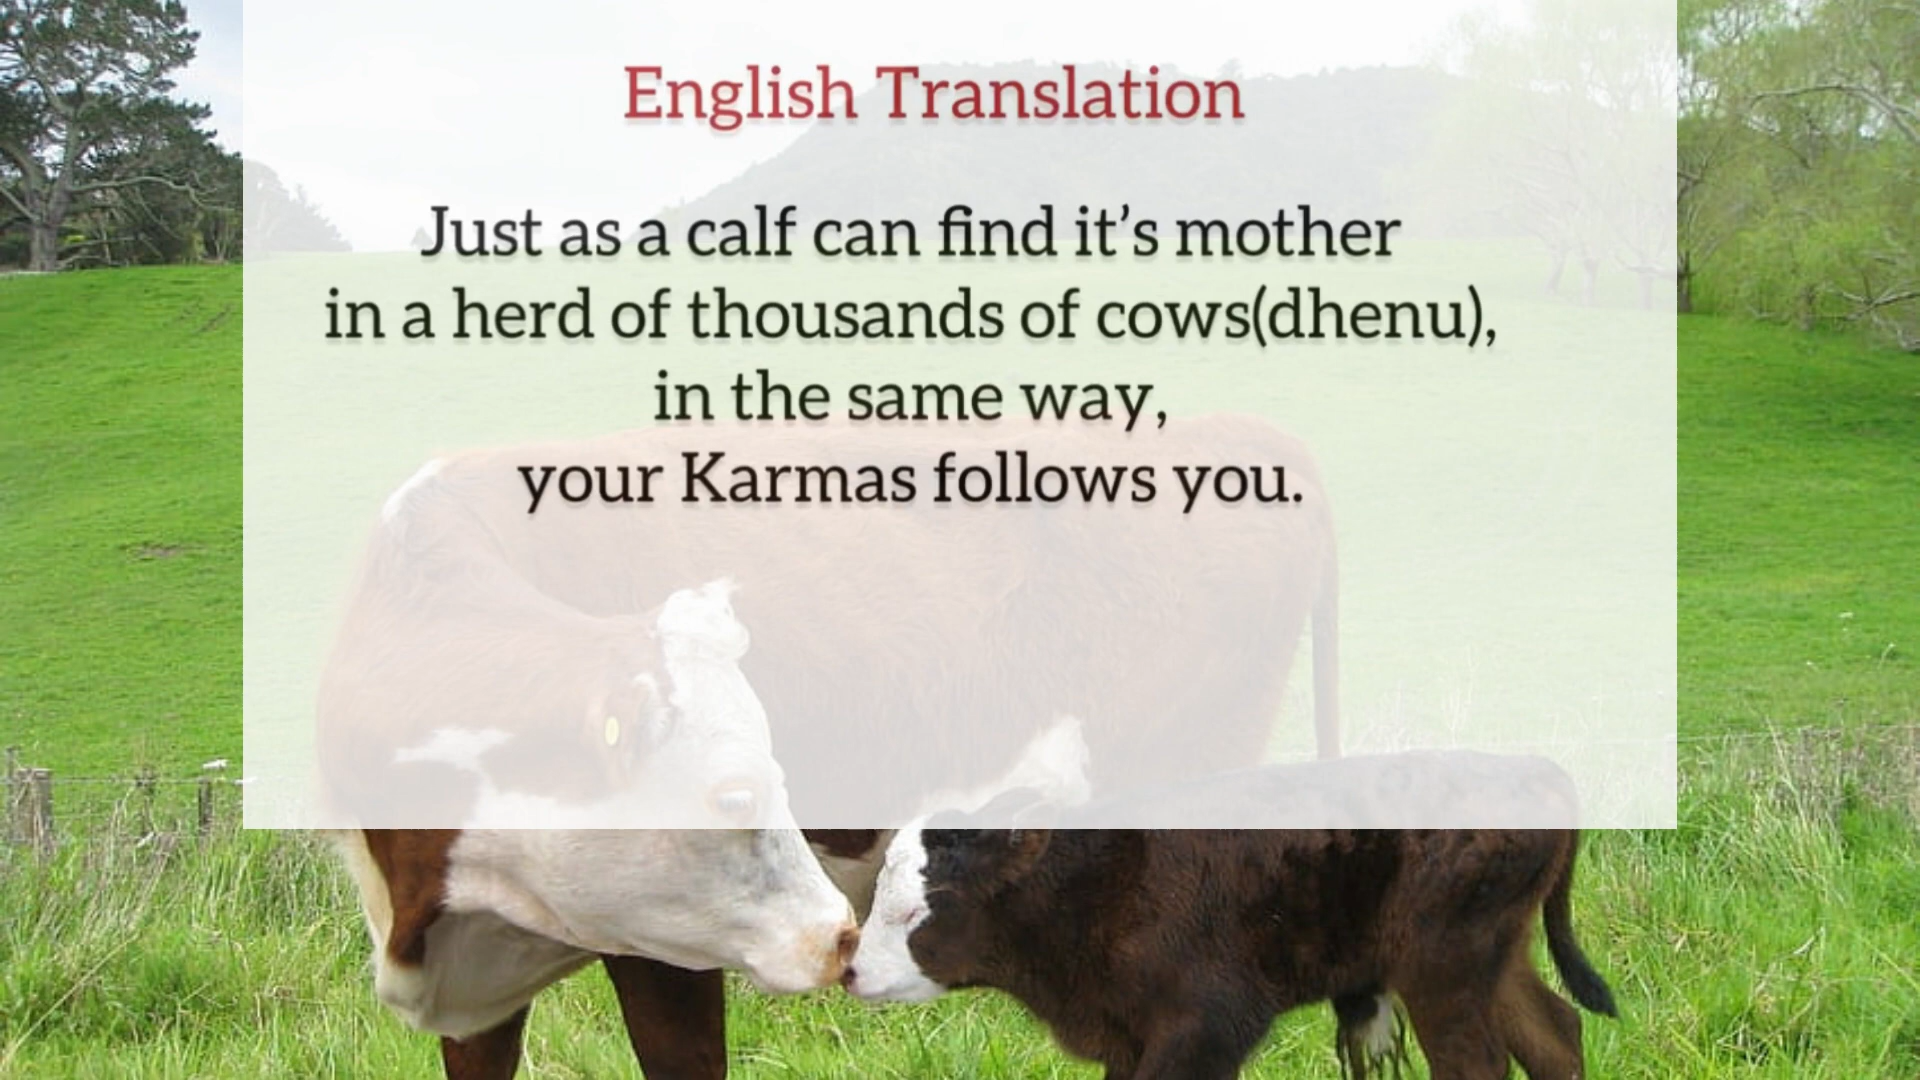 English Translation
Just as a calf can find it’s mother
in a herd of thousands of cows(dhenu),
in the same way,
your Karmas follows you.